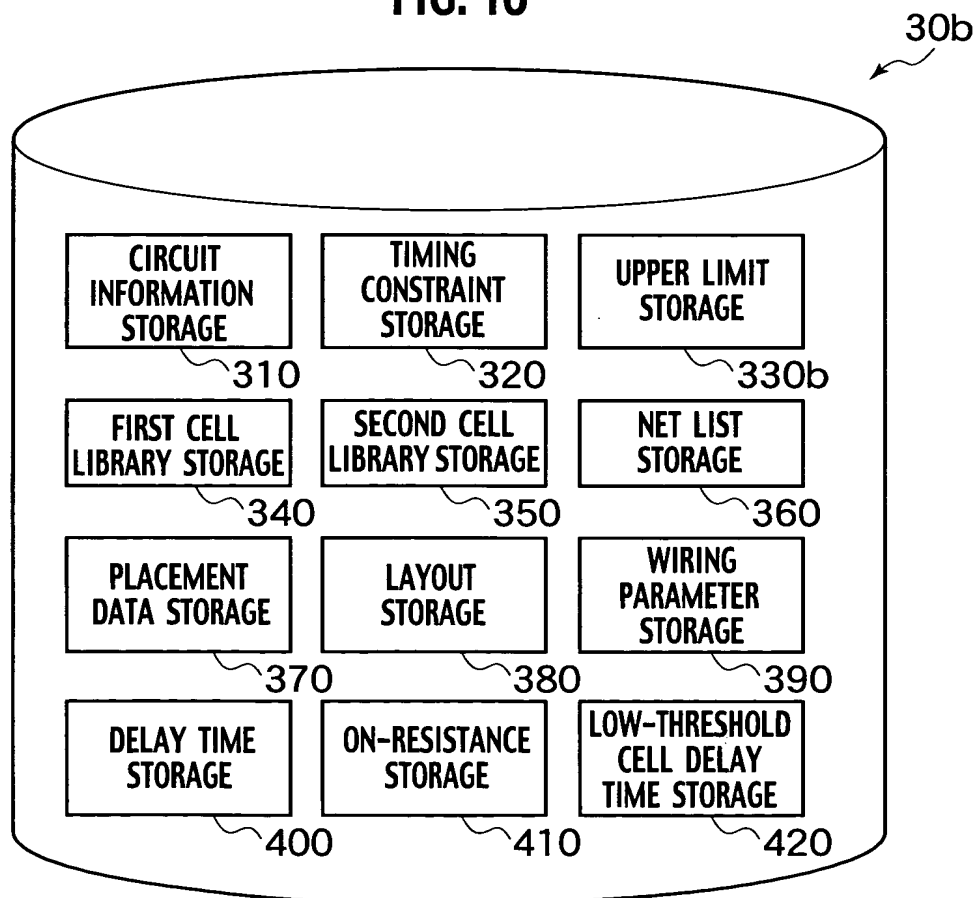 FIG. 10
30b
CIRCUIT
INFORMATION
STORAGE
310
TIMING
CONSTRAINT
STORAGE
320
UPPER LIMIT
STORAGE
330b
FIRST CELL
LIBRARY STORAGE
340
SECOND CELL
LIBRARY STORAGE
350
NET LIST
STORAGE
360
PLACEMENT
DATA STORAGE
370
LAYOUT
STORAGE
380
WIRING
PARAMETER
STORAGE
390
DELAY TIME
STORAGE
400
ON-RESISTANCE
STORAGE
410
LOW-THRESHOLD
CELL DELAY
TIME STORAGE
420